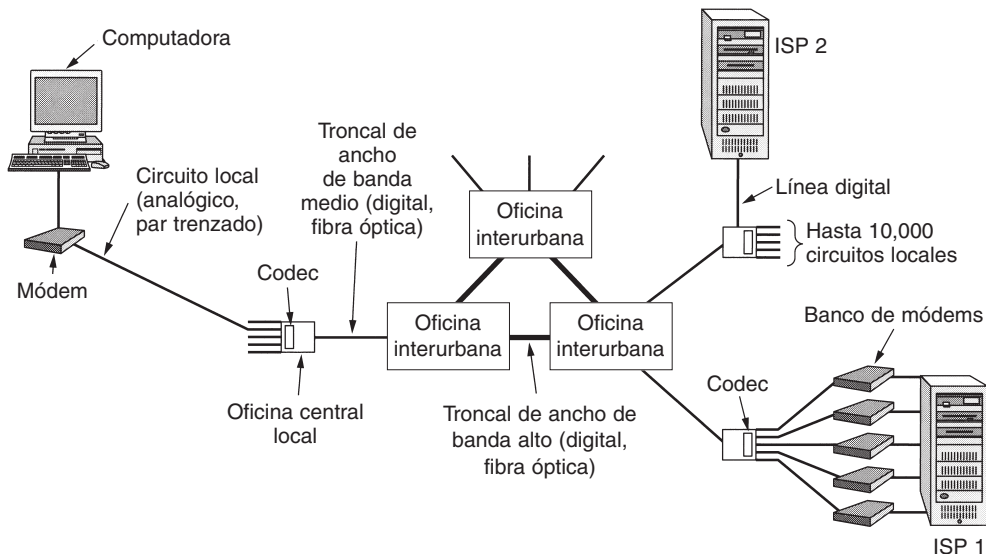 Computadora
ISP 2
Troncal de
ancho
de banda
medio (digital,
fibra óptica)
Circuito local
(analógico,
par trenzado)
Línea digital
Oficina
interurbana
Hasta 10,000
circuitos locales
Módem
Codec
Oficina
interurbana
Oficina
interurbana
Banco de módems
Codec
Oficina central
local
Troncal de ancho de
banda alto (digital,
fibra óptica)
ISP 1